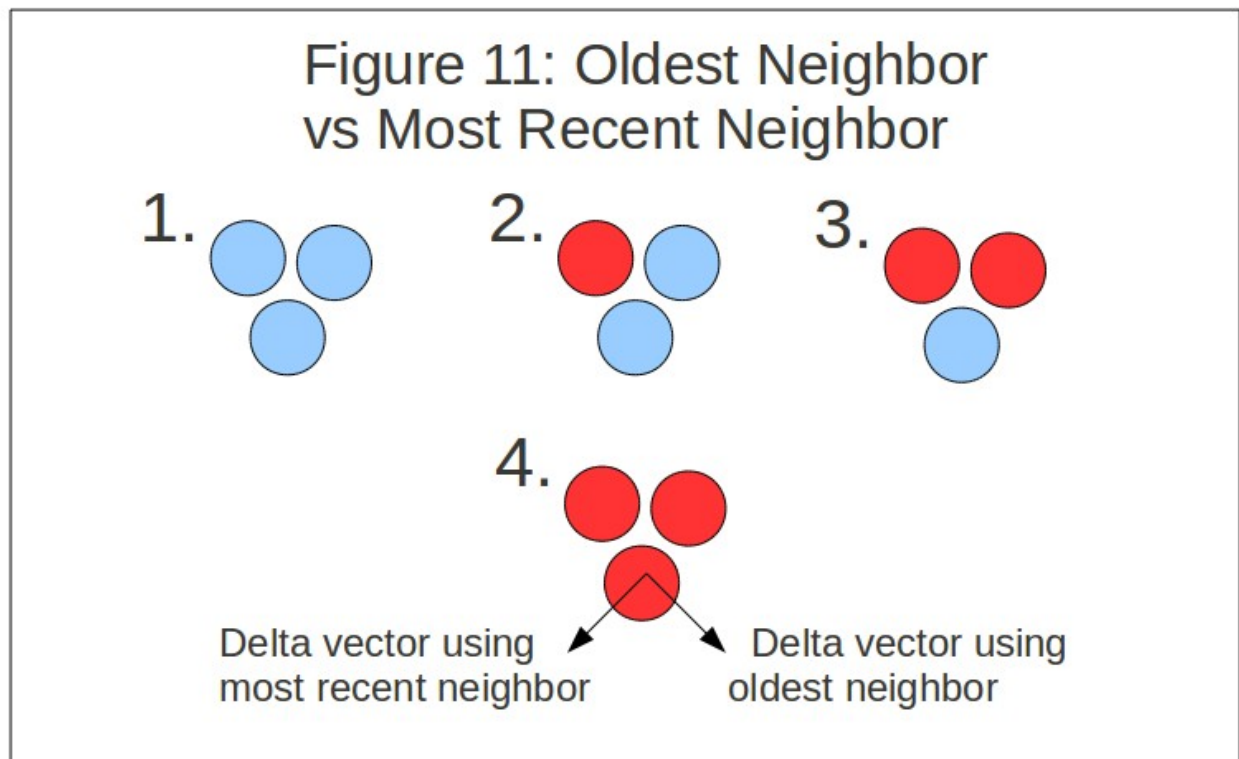 Figure 11: Oldest Neighbor
vs Most Recent Neighbor
1.
2.
3.
4.
Delta vector using
most recent neighbor
Delta vector using
oldest neighbor